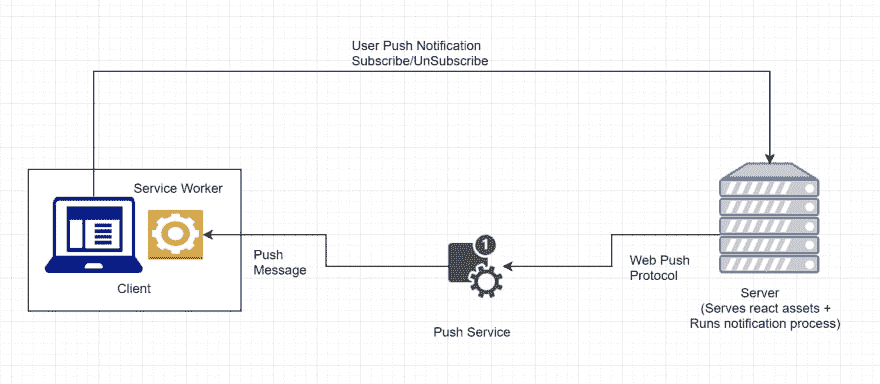 User Push Notification
Subscribe/UnSubscribe
Service Worker
Client
Push
Message
1
Push Service
Web Push
Protocol
Server
(Serves react assets +
Runs notification process)